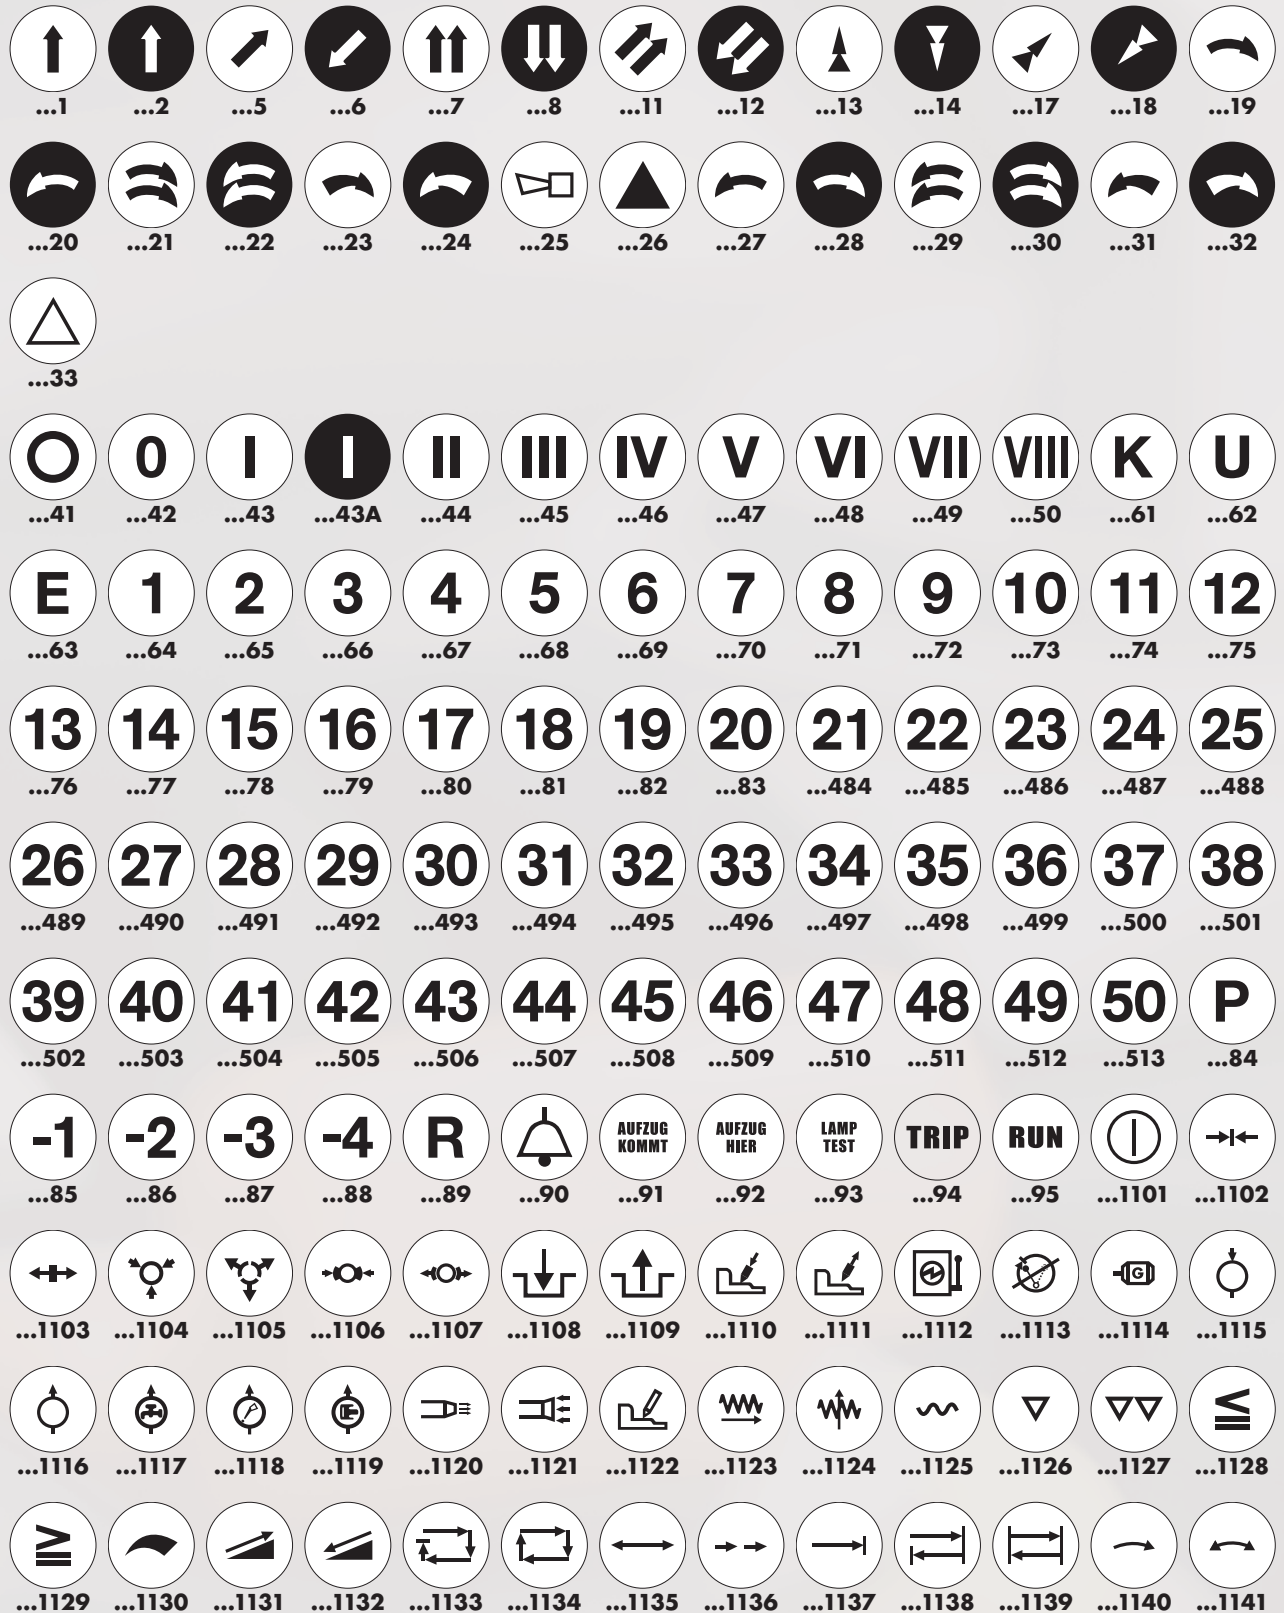 ...1 ...2 ...5 ...6 ...7 ...8 ...11 ...12 ...13 ...14 ...17 ...18 ...19
...20 ...21 ...22 ...23 ...24 ...25 ...26 ...27 ...28 ...29 ...30 ...31 ...32
...33
O 0 I I II III IV V VI VII VIII K U
...41 ...42 ...43 ...43A ...44 ...45 ...46 ...47 ...48 ...49 ...50 ...61 ...62
E 1 2 3 4 5 6 7 8 9 10 11 12
...63 ...64 ...65 ...66 ...67 ...68 ...69 ...70 ...71 ...72 ...73 ...74 ...75
13 14 15 16 17 18 19 20 21 22 23 24 25
...76 ...77 ...78 ...79 ...80 ...81 ...82 ...83 ...484 ...485 ...486 ...487 ...488
26 27 28 29 30 31 32 33 34 35 36 37 38
...489 ...490 ...491 ...492 ...493 ...494 ...495 ...496 ...497 ...498 ...499 ...500 ...501
39 40 41 42 43 44 45 46 47 48 49 50 P
...502 ...503 ...504 ...505 ...506 ...507 ...508 ...509 ...510 ...511 ...512 ...513 ...84
-1 -2 -3 -4 R AUFZUG KOMMT AUFZUG HIER LAMP TEST TRIP RUN
...85 ...86 ...87 ...88 ...89 ...90 ...91 ...92 ...93 ...94 ...95 ...1101 ...1102
G
...1103 ...1104 ...1105 ...1106 ...1107 ...1108 ...1109 ...1110 ...1111 ...1112 ...1113 ...1114 ...1115
...1116 ...1117 ...1118 ...1119 ...1120 ...1121 ...1122 ...1123 ...1124 ...1125 ...1126 ...1127 ...1128
...1129 ...1130 ...1131 ...1132 ...1133 ...1134 ...1135 ...1136 ...1137 ...1138 ...1139 ...1140 ...1141